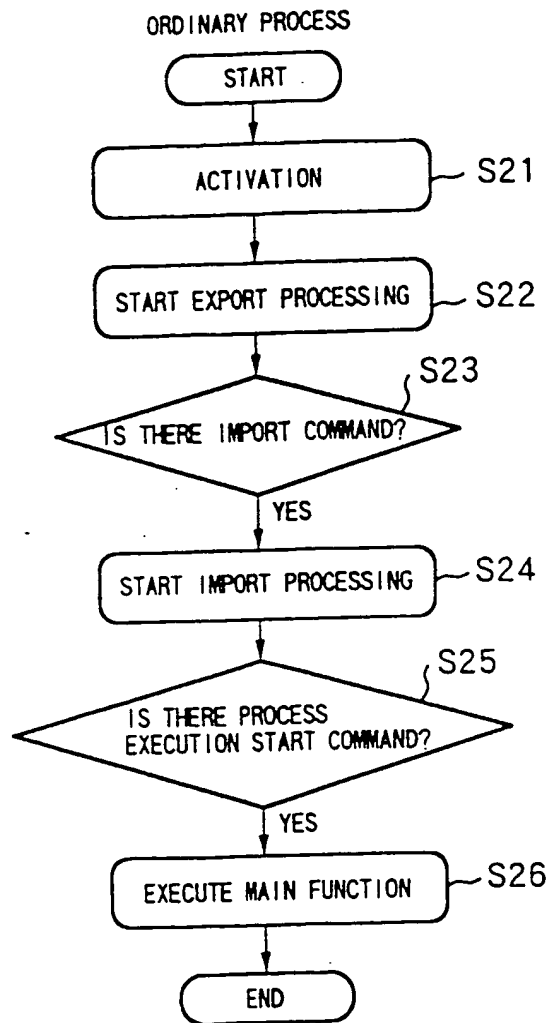 ORDINARY PROCESS
START
ACTIVATION
S21
START EXPORT PROCESSING
S22
S23
IS THERE IMPORT COMMAND?
YES
START IMPORT PROCESSING
S24
S25
IS THERE PROCESS
EXECUTION START COMMAND?
YES
EXECUTE MAIN FUNCTION
S26
END